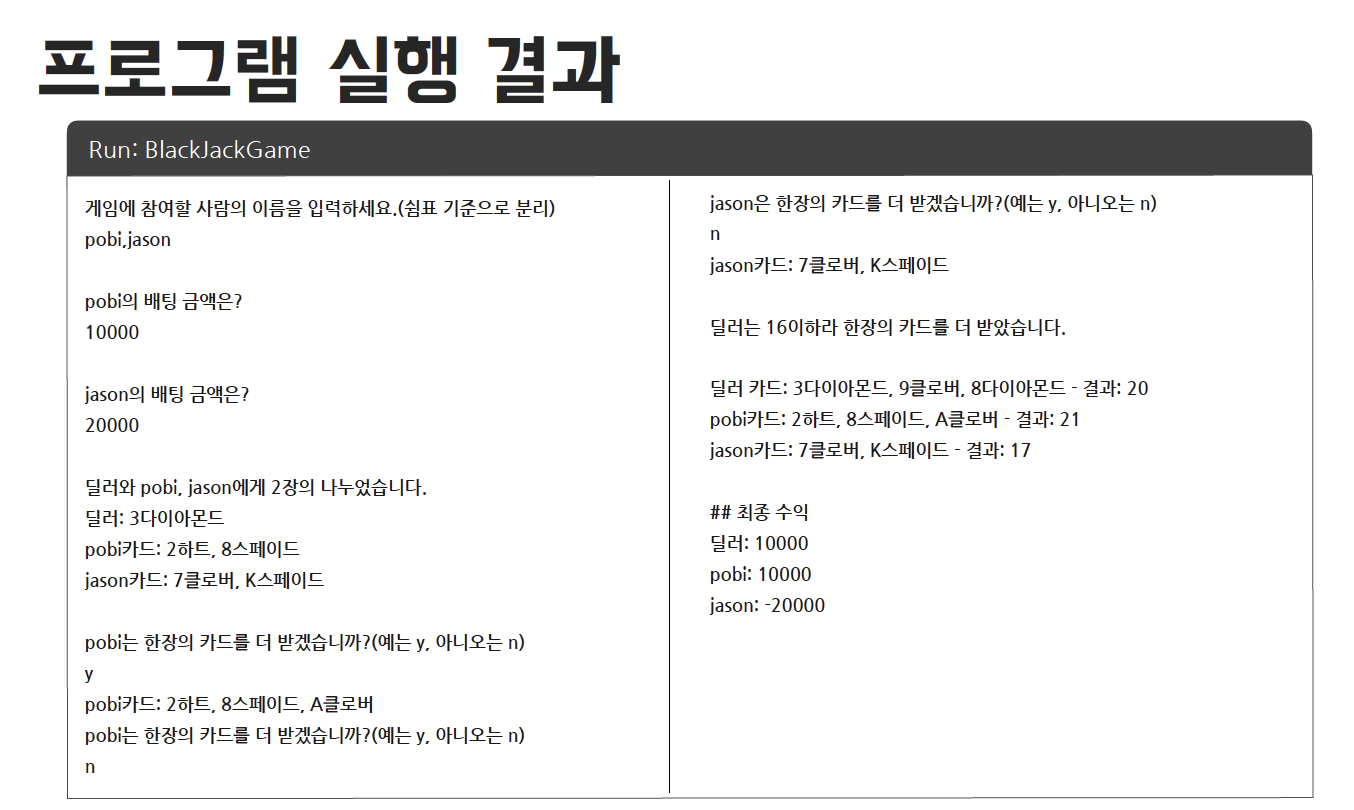 프로그램 실행 결과
Run: BlackJackGame
게임에 참여할 사람의 이름을 입력하세요.(쉼표 기준으로 분리)
pobi,jason
pobi의 배팅 금액은?
10000
jason의 배팅 금액은?
20000
딜러와 pobi, jason에게 2장의 나누었습니다.
딜러: 3다이아몬드
pobi카드: 2하트, 8스페이드
jason카드: 7클로버, K스페이드
pobi는 한장의 카드를 더 받겠습니까?(예는 y, 아니오는 n)
y
pobi카드: 2하트, 8스페이드, A클로버
pobi는 한장의 카드를 더 받겠습니까?(예는 y, 아니오는 n)
n
jason은 한장의 카드를 더 받겠습니까?(예는 y, 아니오는 n)
n
jason카드: 7클로버, K스페이드
딜러는 16이하라 한장의 카드를 더 받았습니다.
딜러 카드: 3다이아몬드, 9클로버, 8다이아몬드 - 결과: 20
pobi카드: 2하트, 8스페이드, A클로버 - 결과: 21
jason카드: 7클로버, K스페이드 - 결과: 17
## 최종 수익
딜러: 10000
pobi: 10000
jason: -20000